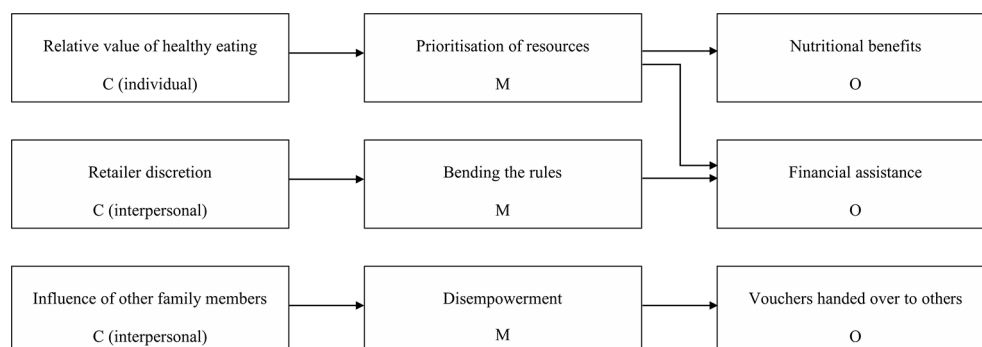 Relative value of healthy eating
C (individual)
Prioritisation of resources
M
Nutritional benefits
O
Retailer discretion
C (interpersonal)
Bending the rules
M
Financial assistance
O
Influence of other family members
C (interpersonal)
Disempowerment
M
Vouchers handed over to others
O